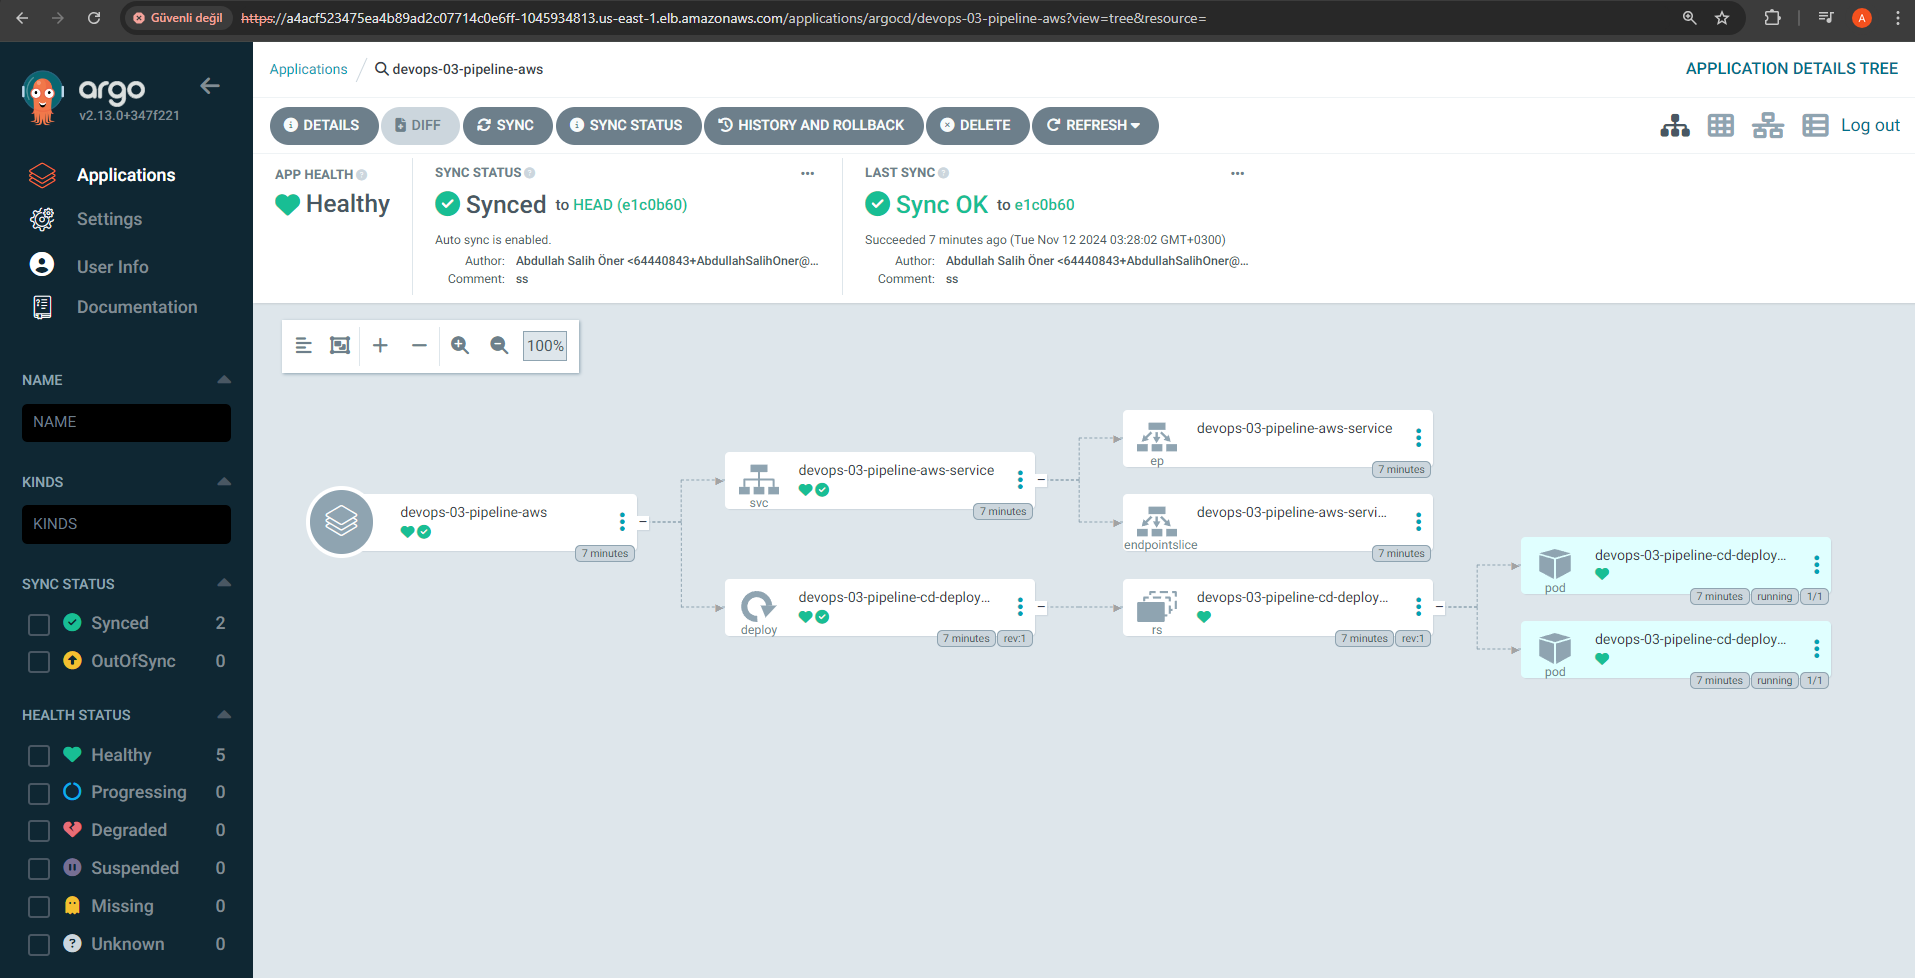 Güvenli değil
https://a4acf523475ea4b89ad2c07714c0e6ff-1045934813.us-east-1.elb.amazonaws.com/applications/argocd/devops-03-pipeline-aws?view=tree&resource=
A
argo
v2.13.0+347f221
Applications
Settings
User Info
Documentation
NAME
NAME
KINDS
KINDS
SYNC STATUS
Synced 2
OutOfSync 0
HEALTH STATUS
Healthy 5
Progressing 0
Degraded 0
Suspended 0
Missing 0
Unknown 0
Applications / devops-03-pipeline-aws
APPLICATION DETAILS TREE
DETAILS DIFF SYNC SYNC STATUS HISTORY AND ROLLBACK DELETE REFRESH
Log out
APP HEALTH
Healthy
SYNC STATUS
Synced to HEAD (e1c0b60)
Auto sync is enabled.
Author: Abdullah Salih Öner <64440843+AbdullahSalihOner@...
Comment: ss
LAST SYNC
Sync OK to e1c0b60
Succeeded 7 minutes ago (Tue Nov 12 2024 03:28:02 GMT+0300)
Author: Abdullah Salih Öner <64440843+AbdullahSalihOner@...
Comment: ss
100%
devops-03-pipeline-aws
7 minutes
devops-03-pipeline-aws-service
svc
7 minutes
devops-03-pipeline-cd-deploy...
deploy
7 minutes rev:1
devops-03-pipeline-aws-service
ep
7 minutes
devops-03-pipeline-aws-servi...
endpointslice
7 minutes
devops-03-pipeline-cd-deploy...
rs
7 minutes rev:1
devops-03-pipeline-cd-deploy...
pod
7 minutes running 1/1
devops-03-pipeline-cd-deploy...
pod
7 minutes running 1/1